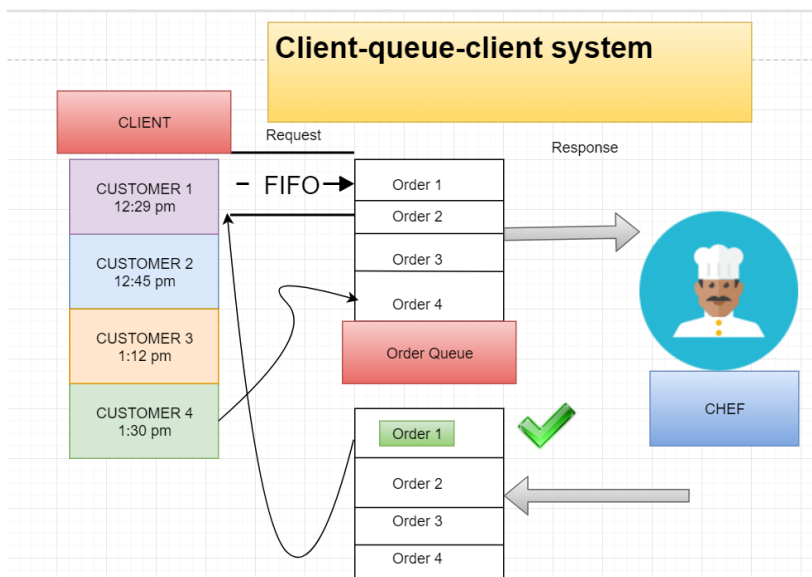 Client-queue-client system
CLIENT
Request
Response
CUSTOMER 1
12:29 pm
CUSTOMER 2
12:45 pm
CUSTOMER 3
1:12 pm
CUSTOMER 4
1:30 pm
FIFO
Order 1
Order 2
Order 3
Order 4
Order Queue
CHEF
Order 1
Order 2
Order 3
Order 4